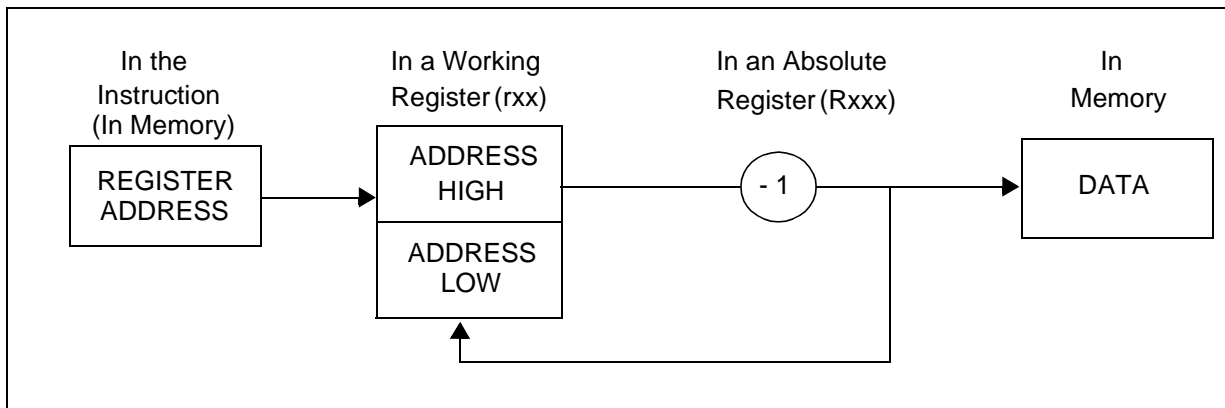 In the
Instruction
(In Memory)
REGISTER
ADDRESS
In a Working
Register (rxx)
ADDRESS
HIGH
ADDRESS
LOW
In an Absolute
Register (Rxxx)
- 1
In
Memory
DATA